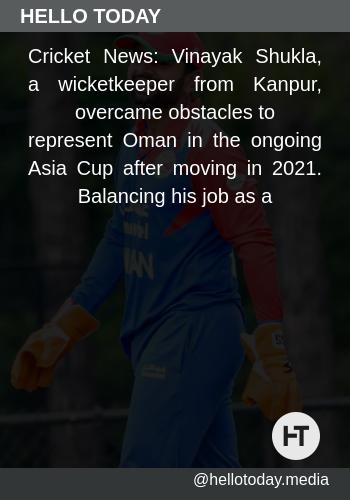 HELLO TODAY
Cricket News: Vinayak Shukla,
a wicketkeeper from Kanpur,
overcame obstacles to
represent Oman in the ongoing
Asia Cup after moving in 2021.
Balancing his job as a
HT
@hellotoday.media